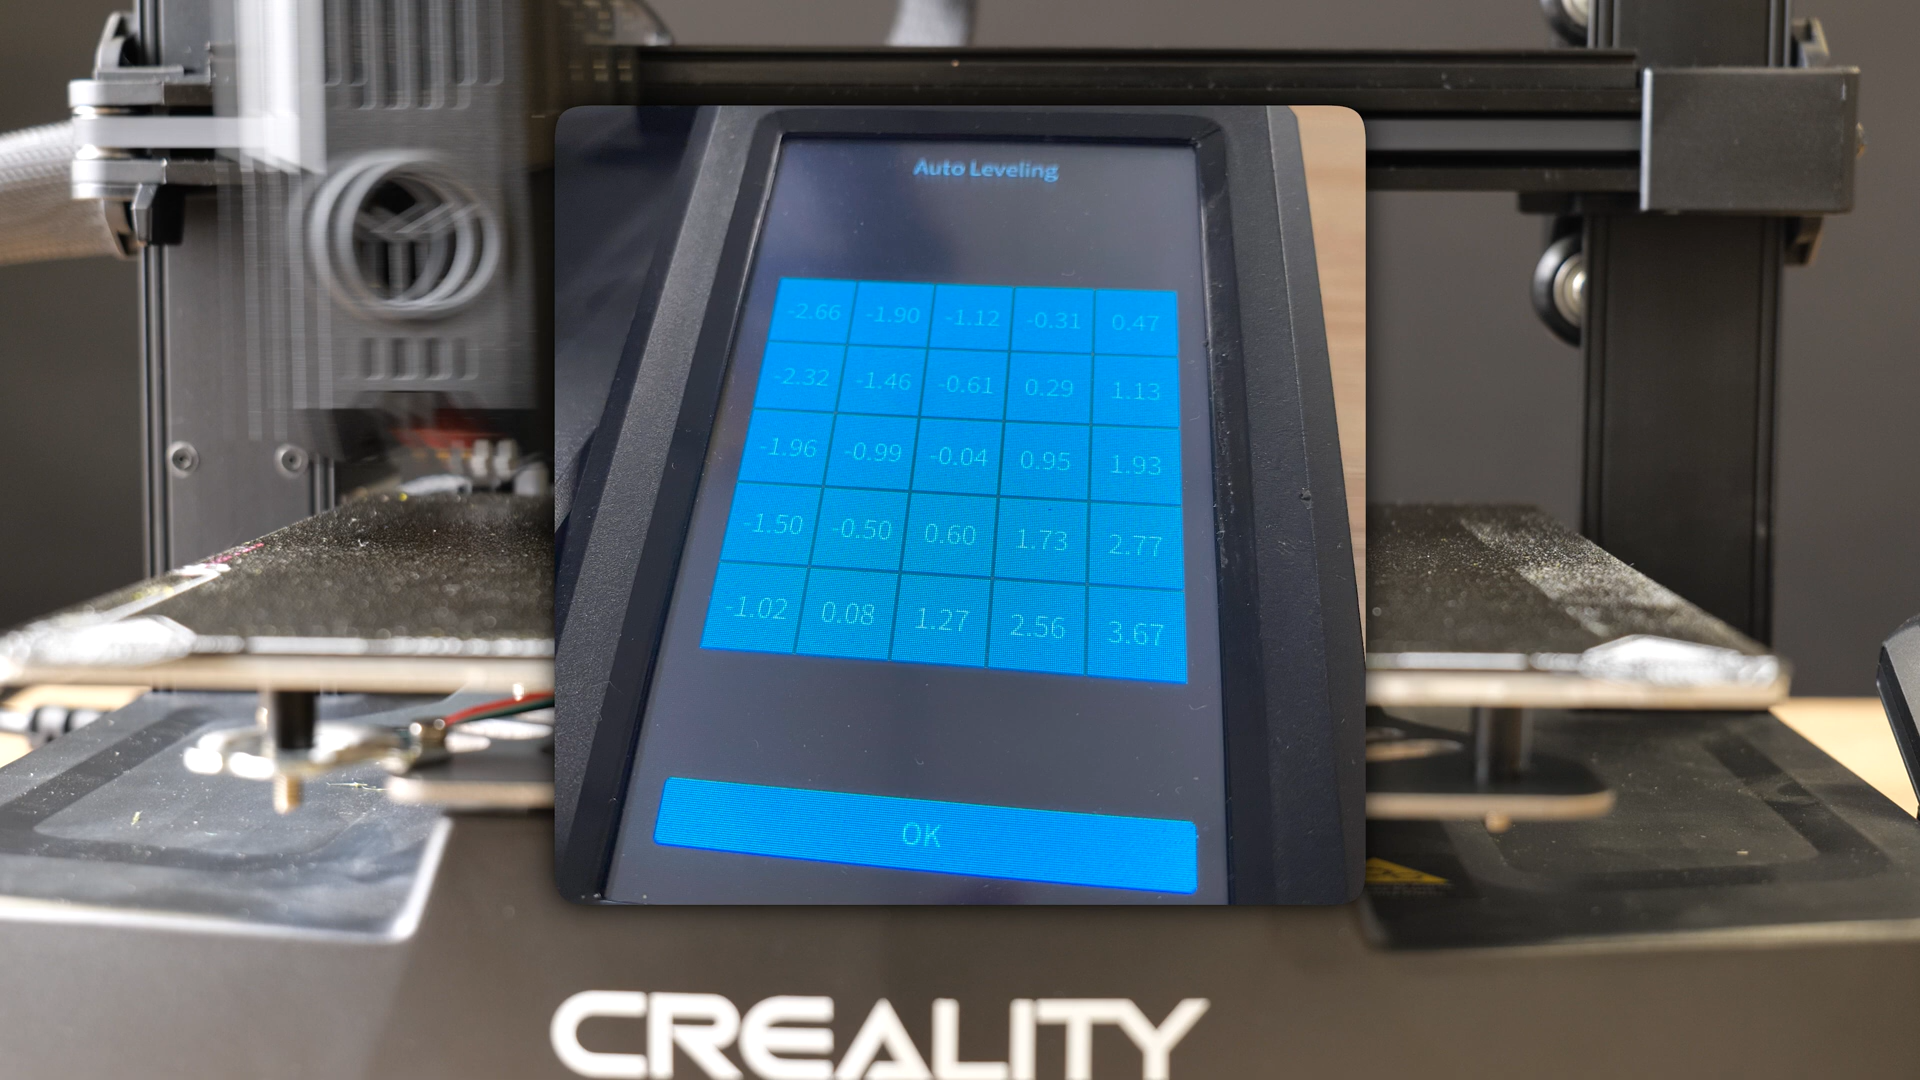 Auto Leveling
-2.66 -1.90 -1.12 -0.31 0.47
-2.32 -1.46 -0.61 0.29 1.13
-1.96 -0.99 -0.04 0.95 1.93
-1.50 -0.50 0.60 1.73 2.77
-1.02 0.08 1.27 2.56 3.67
OK
CREALITY